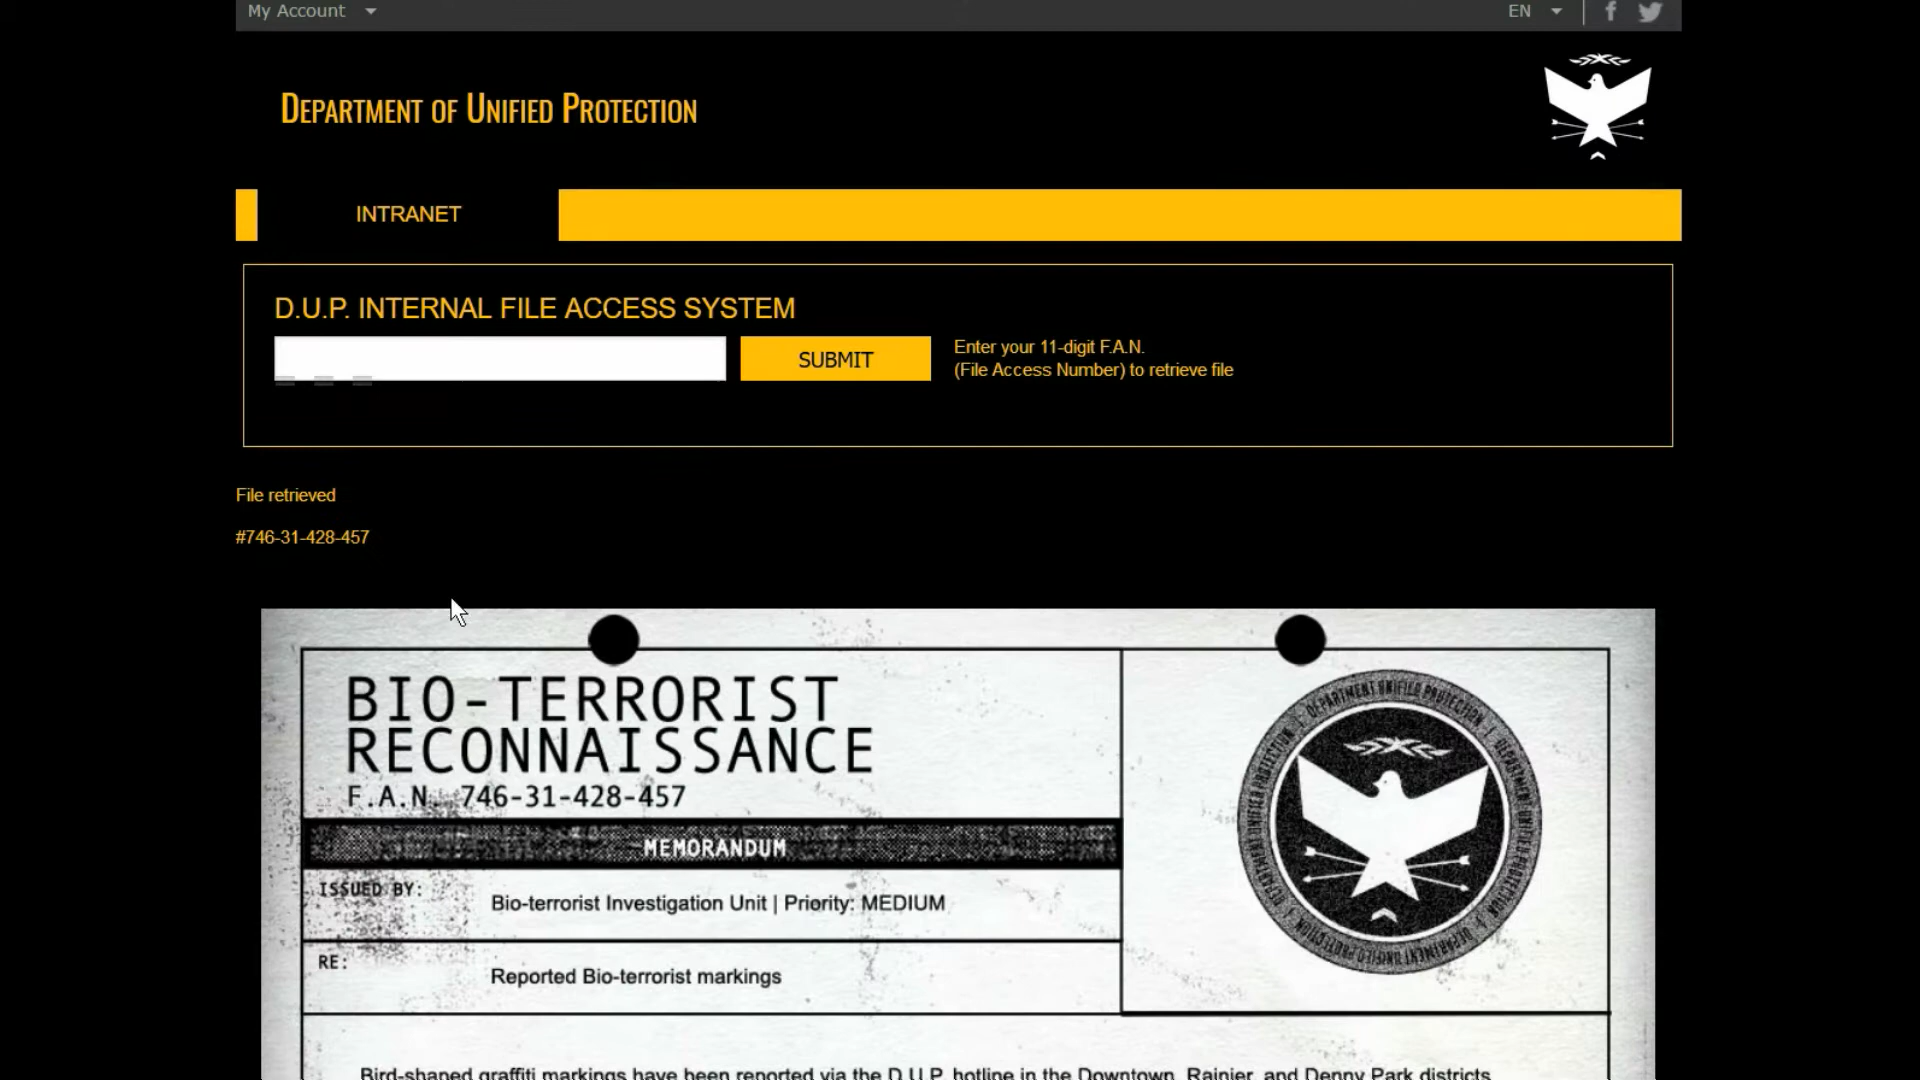 My Account
EN
DEPARTMENT OF UNIFIED PROTECTION
INTRANET
D.U.P. INTERNAL FILE ACCESS SYSTEM
SUBMIT
Enter your 11-digit F.A.N.
(File Access Number) to retrieve file
File retrieved
#746-31-428-457
BIO-TERRORIST
RECONNAISSANCE
F.A.N. 746-31-428-457
MEMORANDUM
ISSUED BY:
Bio-terrorist Investigation Unit | Priority: MEDIUM
RE:
Reported Bio-terrorist markings
DEPARTMENT UNIFIED PROTECTION
Bird-shaped graffiti markings have been reported via the D.U.P. hotline in the Downtown, Rainier, and Denny Park districts